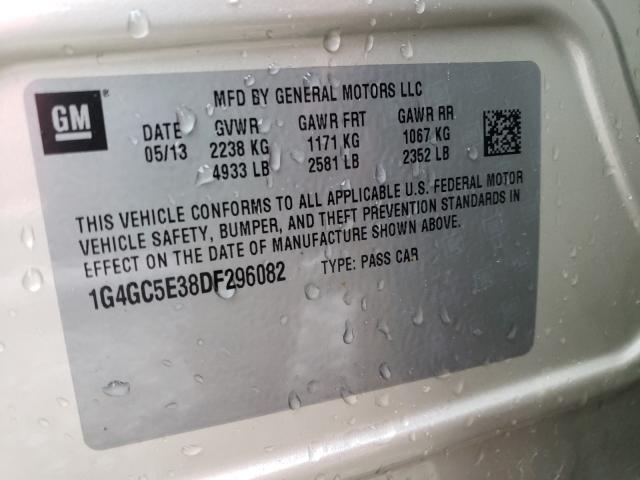 GM ®
MFD BY GENERAL MOTORS LLC
DATE GVWR GAWR FRT GAWR RR
05/13 2238 KG 1171 KG 1067 KG
4933 LB 2581 LB 2352 LB
THIS VEHICLE CONFORMS TO ALL APPLICABLE U.S. FEDERAL MOTOR
VEHICLE SAFETY, BUMPER, AND THEFT PREVENTION STANDARDS IN
EFFECT ON THE DATE OF MANUFACTURE SHOWN ABOVE.
1G4GC5E38DF296082 TYPE: PASS CAR